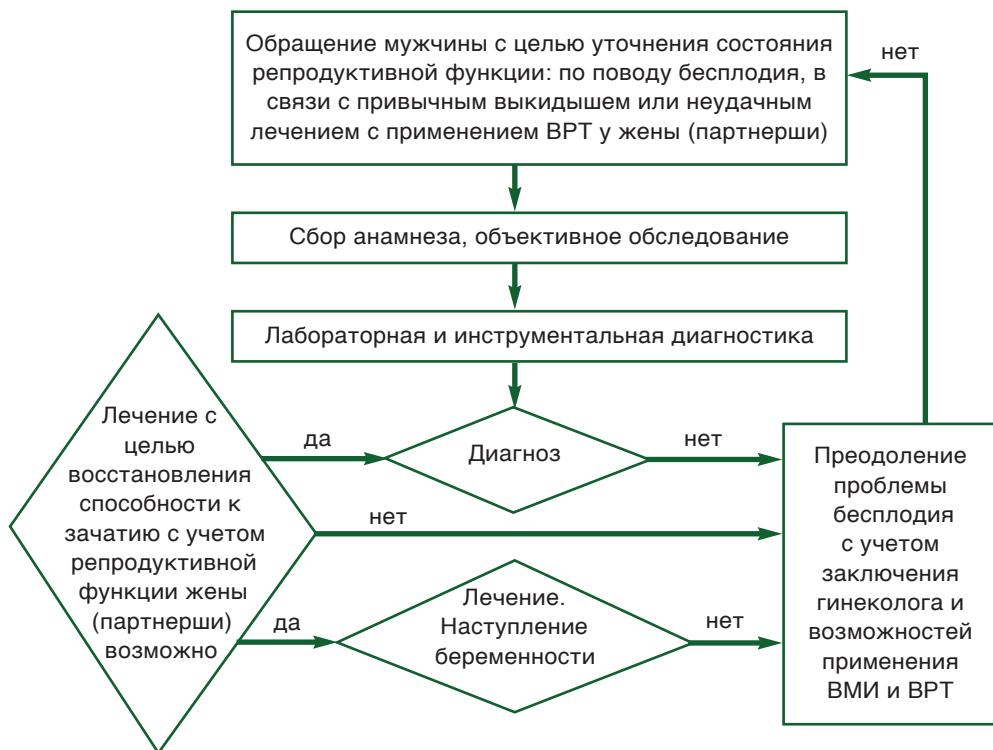 Обращение мужчины с целью уточнения состояния
репродуктивной функции: по поводу бесплодия, в
связи с привычным выкидышем или неудачным
лечением с применением ВРТ у жены (партнерши)
нет
Сбор анамнеза, объективное обследование
Лабораторная и инструментальная диагностика
Лечение с
целью
восстановления
способности к
зачатию с учетом
репродуктивной
функции жены
(партнерши)
возможно
да
Диагноз
нет
нет
да
Лечение.
Наступление
беременности
нет
Преодоление
проблемы
бесплодия
с учетом
заключения
гинеколога и
возможностей
применения
ВМИ и ВРТ